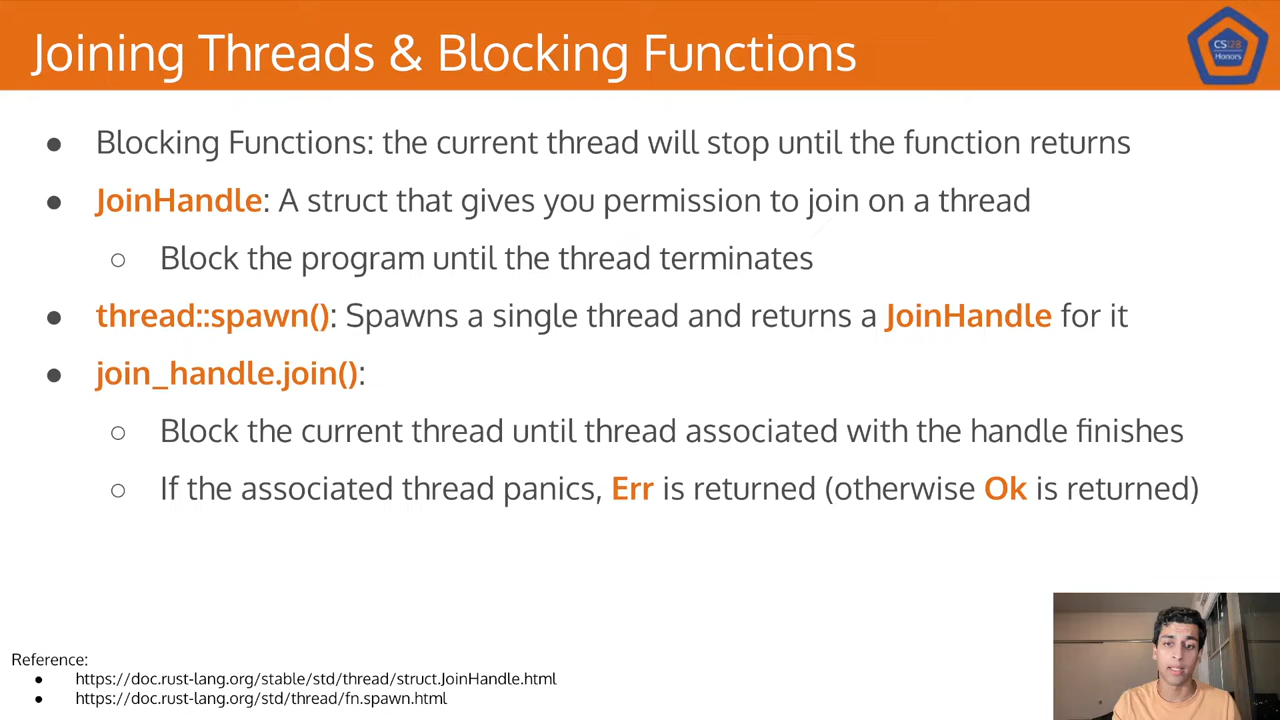 Joining Threads & Blocking Functions
CS128
Honors
● Blocking Functions: the current thread will stop until the function returns
● JoinHandle: A struct that gives you permission to join on a thread
○ Block the program until the thread terminates
● thread::spawn(): Spawns a single thread and returns a JoinHandle for it
● join_handle.join():
○ Block the current thread until thread associated with the handle finishes
○ If the associated thread panics, Err is returned (otherwise Ok is returned)
Reference:
● https://doc.rust-lang.org/stable/std/thread/struct.JoinHandle.html
● https://doc.rust-lang.org/std/thread/fn.spawn.html